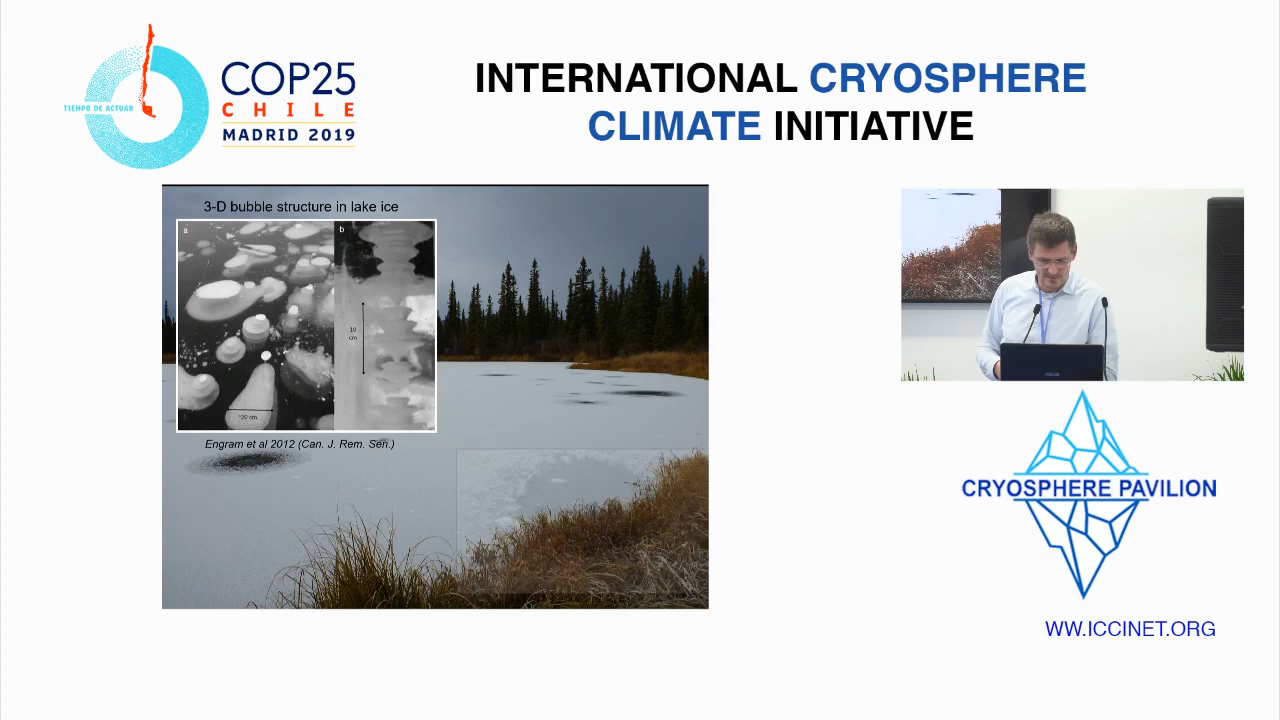 TIEMPO DE ACTUAR
COP25
CHILE
MADRID 2019
INTERNATIONAL CRYOSPHERE
CLIMATE INITIATIVE
3-D bubble structure in lake ice
a
b
10
cm
~20 cm
Engram et al 2012 (Can. J. Rem. Sen.)
ASUS
CRYOSPHERE PAVILION
WW.ICCINET.ORG